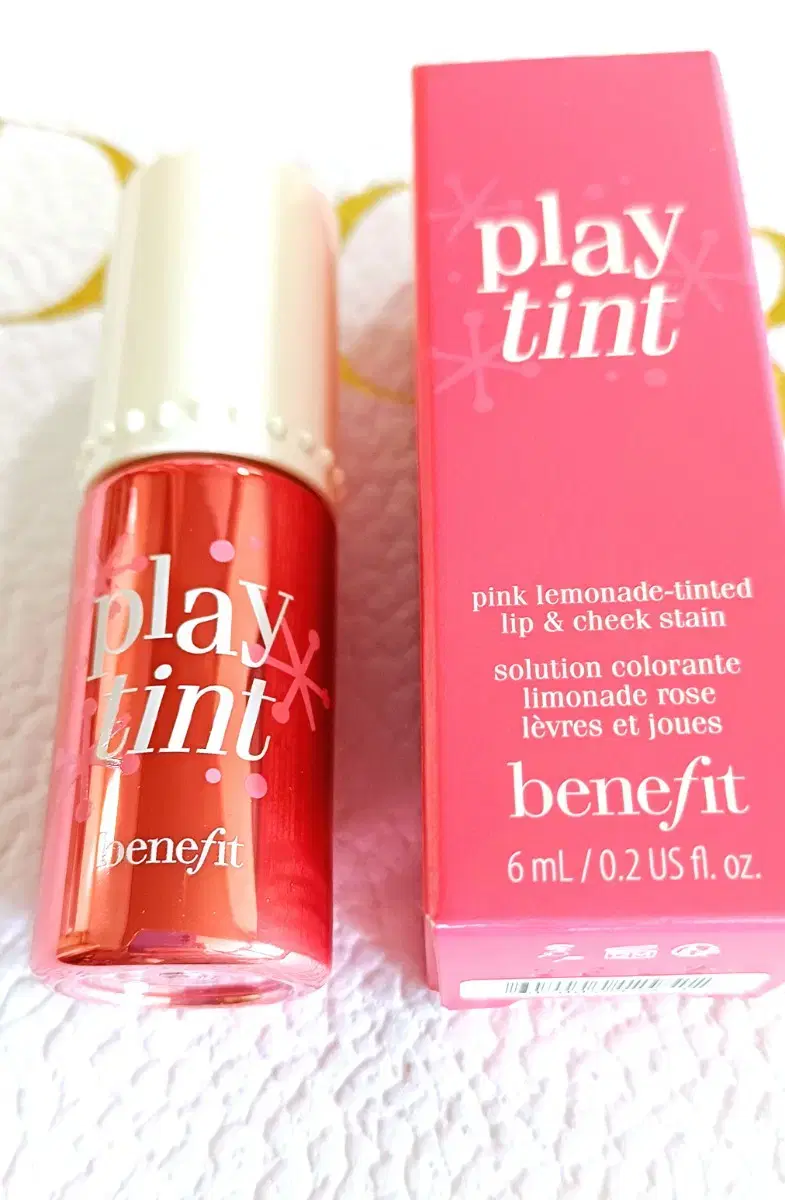 play
tint
benefit
play
tint
pink lemonade-tinted
lip & cheek stain
solution colorante
limonade rose
lèvres et joues
benefit
6 mL / 0.2 US fl. oz.